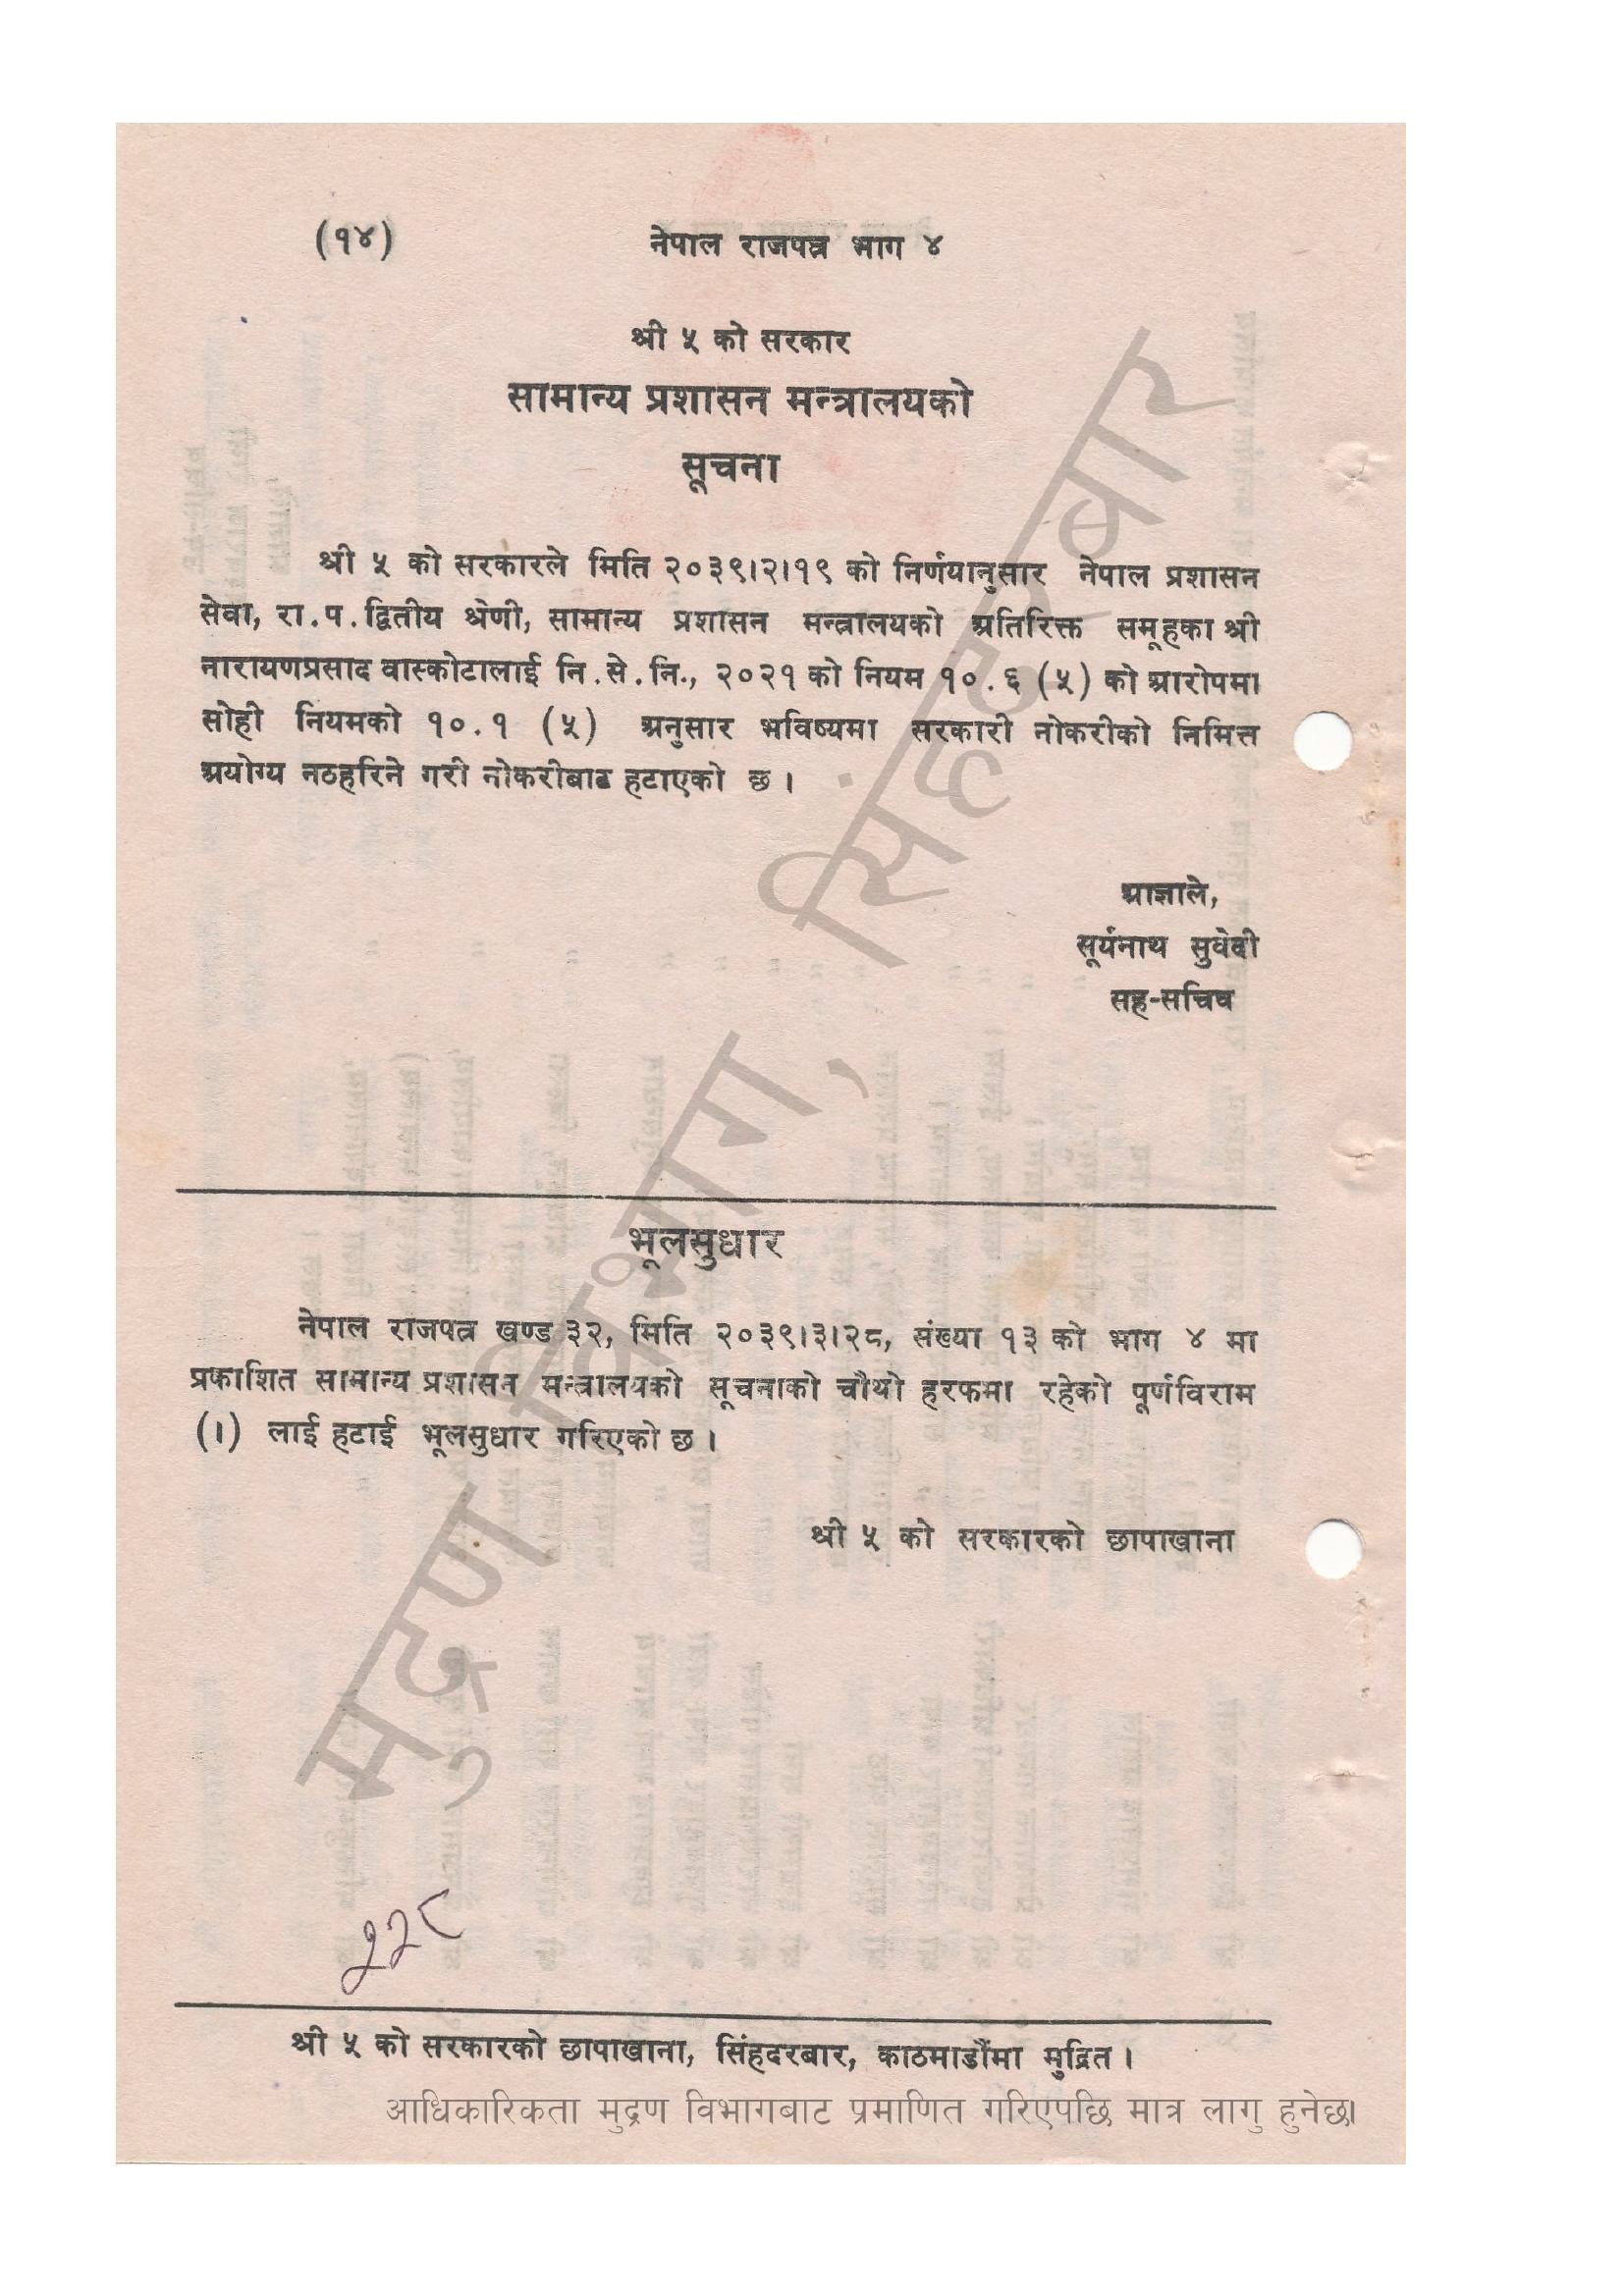 (१४) नेपाल राजपत्र भाग ४
श्री ५ को सरकार
सामान्य प्रशासन मन्त्रालयको
सूचना
श्री ५ को सरकारले मिति २०३९।२।१९ को निर्णयानुसार नेपाल प्रशासन
सेवा, रा.प.द्वितीय श्रेणी, सामान्य प्रशासन मन्त्रालयको अतिरिक्त समूहका श्री
नारायणप्रसाद वास्कोटालाई नि.से.नि., २०२१ को नियम १०.६ (५) को आरोपमा
सोही नियमको १०.१ (५) अनुसार भविष्यमा सरकारी नोकरीको निमित्त
अयोग्य नठहरिने गरी नोकरीबाट हटाएको छ ।
आज्ञाले,
सूर्यनाथ सुवेदी
सह-सचिव
भूलसुधार
नेपाल राजपत्र खण्ड ३२, मिति २०३९।३।२८, संख्या १३ को भाग ४ मा
प्रकाशित सामान्य प्रशासन मन्त्रालयको सूचनाको चौथो हरफमा रहेको पूर्णविराम
(।) लाई हटाई भूलसुधार गरिएको छ ।
श्री ५ को सरकारको छापाखाना
२२८
श्री ५ को सरकारको छापाखाना, सिंहदरबार, काठमाडौंमा मुद्रित ।
आधिकारिकता मुद्रण विभागबाट प्रमाणित गरिएपछि मात्र लागु हुनेछ।
मुद्रण विभाग, सिंहदरबार